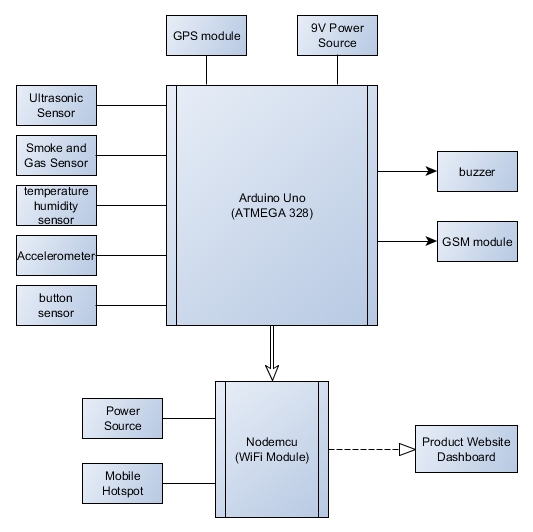 GPS module
9V Power
Source
Ultrasonic
Sensor
Smoke and
Gas Sensor
temperature
humidity
sensor
Accelerometer
button
sensor
Arduino Uno
(ATMEGA 328)
buzzer
GSM module
Power
Source
Mobile
Hotspot
Nodemcu
(WiFi Module)
Product Website
Dashboard